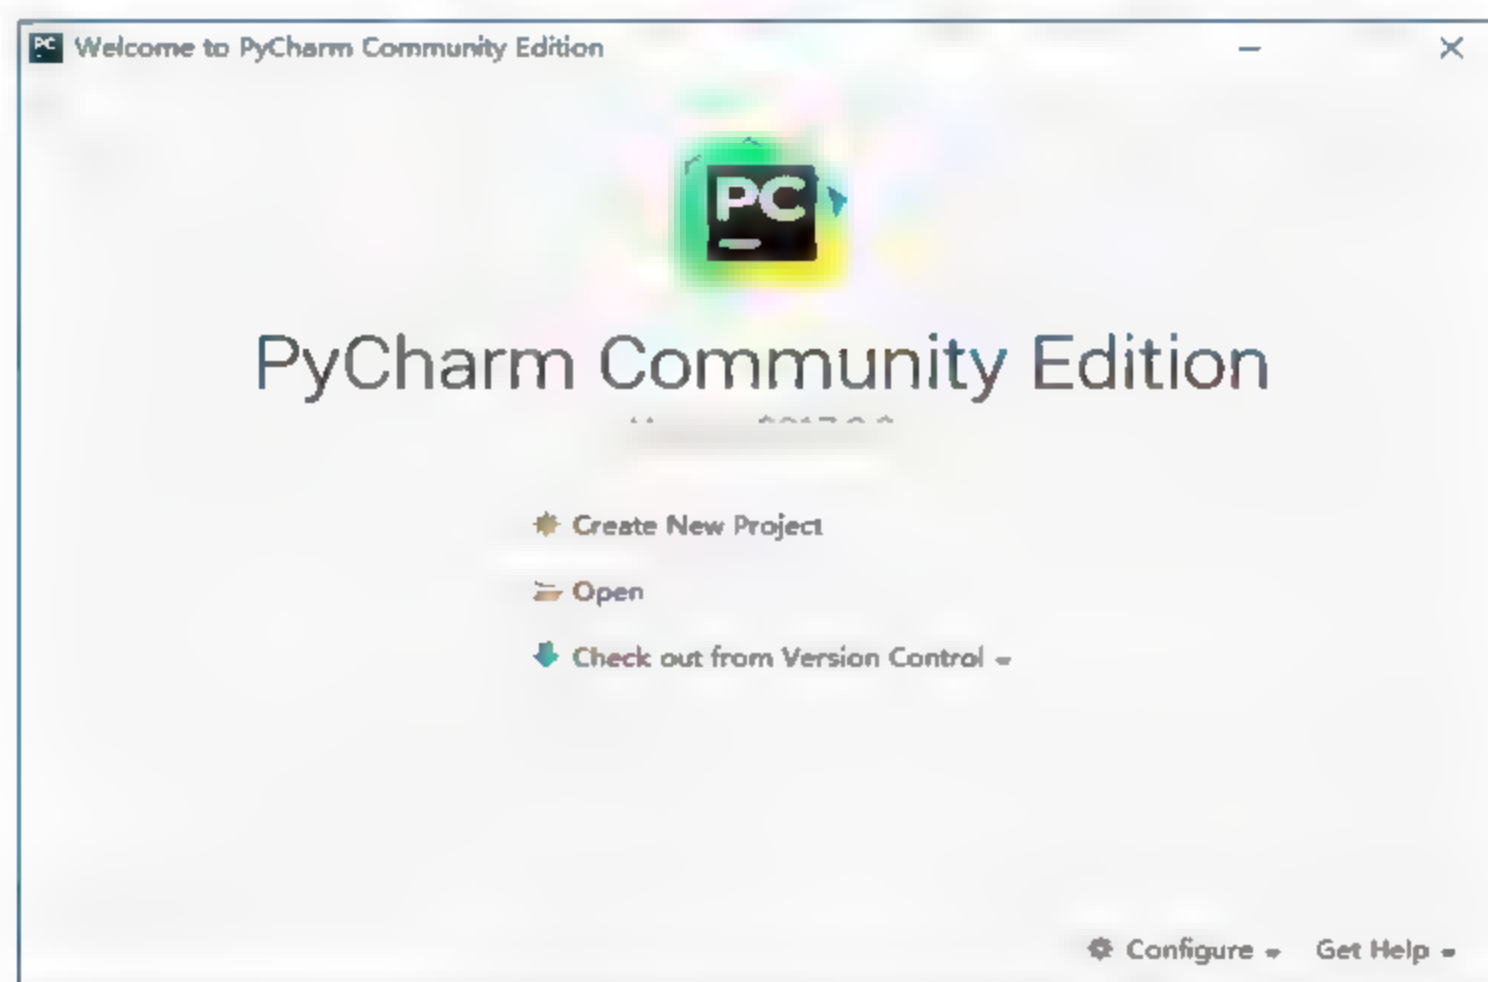 PC Welcome to PyCharm Community Edition
PC
PyCharm Community Edition
Create New Project
Open
Check out from Version Control
Configure Get Help